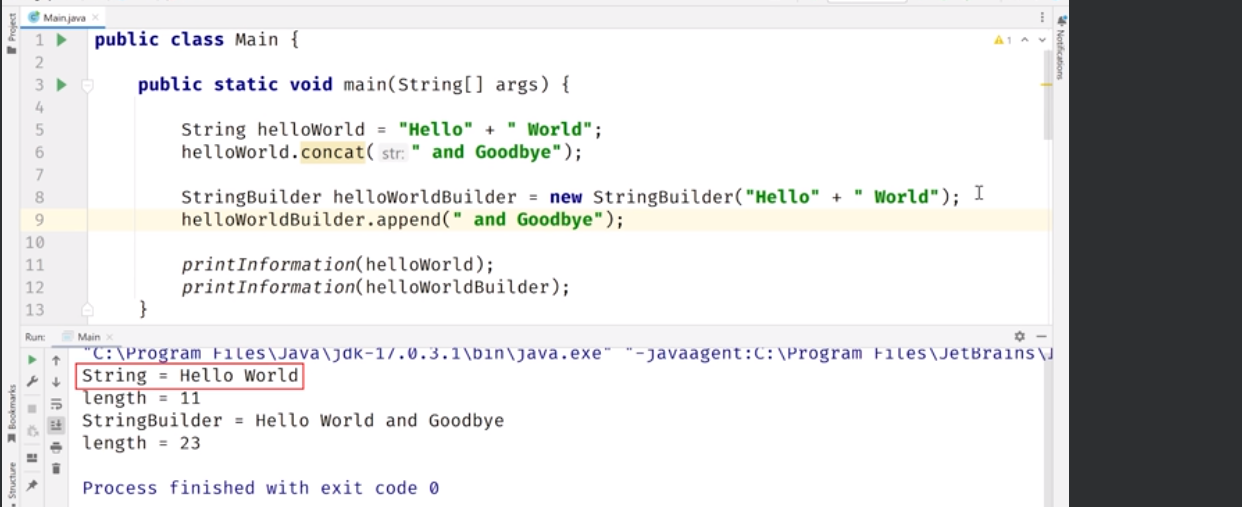 Project
Main.java
1 public class Main {
1
2
3 public static void main(String[] args) {
4
5 String helloWorld = "Hello" + " World";
6 helloWorld.concat( str: " and Goodbye");
7
8 StringBuilder helloWorldBuilder = new StringBuilder("Hello" + " World");
9 helloWorldBuilder.append(" and Goodbye");
10
11 printInformation(helloWorld);
12 printInformation(helloWorldBuilder);
13 }
Notifications
Run: Main
"C:\Program Files\Java\jdk-17.0.3.1\bin\java.exe" "-javaagent:C:\Program Files\JetBrains\
String = Hello World
length = 11
StringBuilder = Hello World and Goodbye
length = 23
Process finished with exit code 0
Bookmarks
Structure